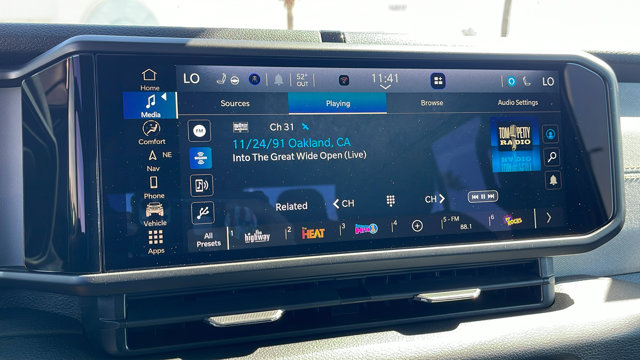 Home
Media
Comfort
NE
Nav
Phone
Vehicle
Apps
LO
52°
OUT
11:41
LO
Sources
Playing
Browse
Audio Settings
FM
Ch 31
11/24/91 Oakland, CA
Into The Great Wide Open (Live)
TOM PETTY
RADIO
Related
CH
CH
All
Presets
1
highway
2
HEAT
3
4
5 - FM
88.1
6